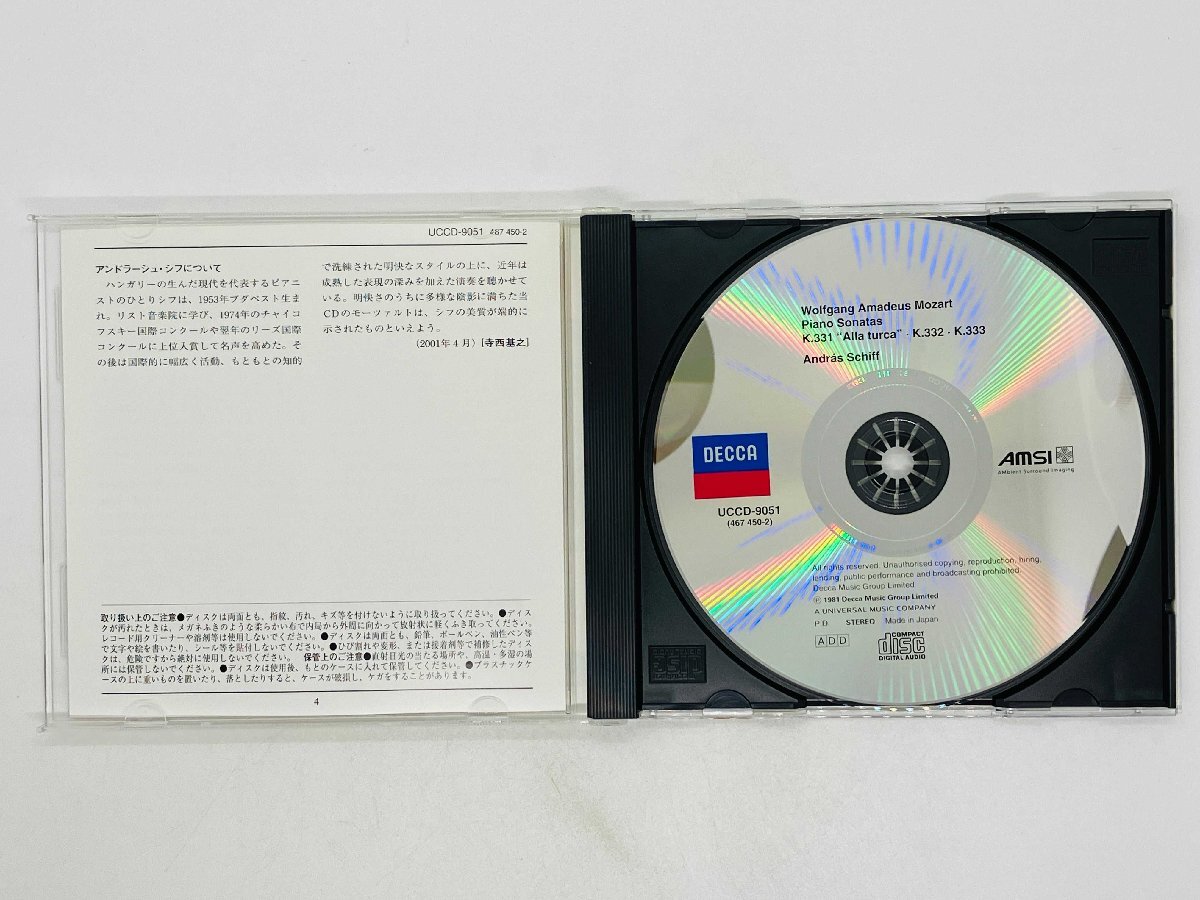 UCCD-9051 467 450-2
アンドラーシュ・シフについて
ハンガリーの生んだ現代を代表するピアニ
ストのひとりシフは、1953年ブダペスト生ま
れ。リスト音楽院に学び、1974年のチャイコ
フスキー国際コンクールや翌年のリーズ国際
コンクールに上位入賞して名声を高めた。そ
の後は国際的に幅広く活動、もともとの知的
で洗練された明快なスタイルの上に、近年は
成熟した表現の深みを加えた演奏を聴かせて
いる。明快さのうちに多様な陰影に満ちた当
CDのモーツァルトは、シフの美質が端的に
示されたものといえよう。
(2001年4月)[寺西基之]
取り扱い上のご注意●ディスクは両面とも、指紋、汚れ、キズ等を付けないように取り扱ってください。●ディス
クが汚れたときは、メガネふきのような柔らかい布で内周から外周に向かって放射状に軽くふき取ってください。
レコード用クリーナーや溶剤等は使用しないでください。●ディスクは両面とも、鉛筆、ボールペン、油性ペン等
で文字や絵を書いたり、シール等を貼付しないでください。●ひび割れや変形、または接着剤等で補修したディス
クは、危険ですから絶対に使用しないでください。 保管上のご注意●直射日光の当たる場所や、高温・多湿の場
所には保管しないでください。●ディスクは使用後、もとのケースに入れて保管してください。●プラスチックケ
ースの上に重いものを置いたり、落としたりすると、ケースが破損し、ケガをすることがあります。
4
Wolfgang Amadeus Mozart
Piano Sonatas
K.331 "Alla turca" · K.332 · K.333
András Schiff
DECCA
UCCD-9051
(467 450-2)
AMSI
AMbient Surround Imaging
All rights reserved. Unauthorised copying, reproduction, hiring,
lending, public performance and broadcasting prohibited.
Decca Music Group Limited
℗ 1981 Decca Music Group Limited
A UNIVERSAL MUSIC COMPANY
P.D. STEREO Made in Japan
ADD
COMPACT
disc
DIGITAL AUDIO